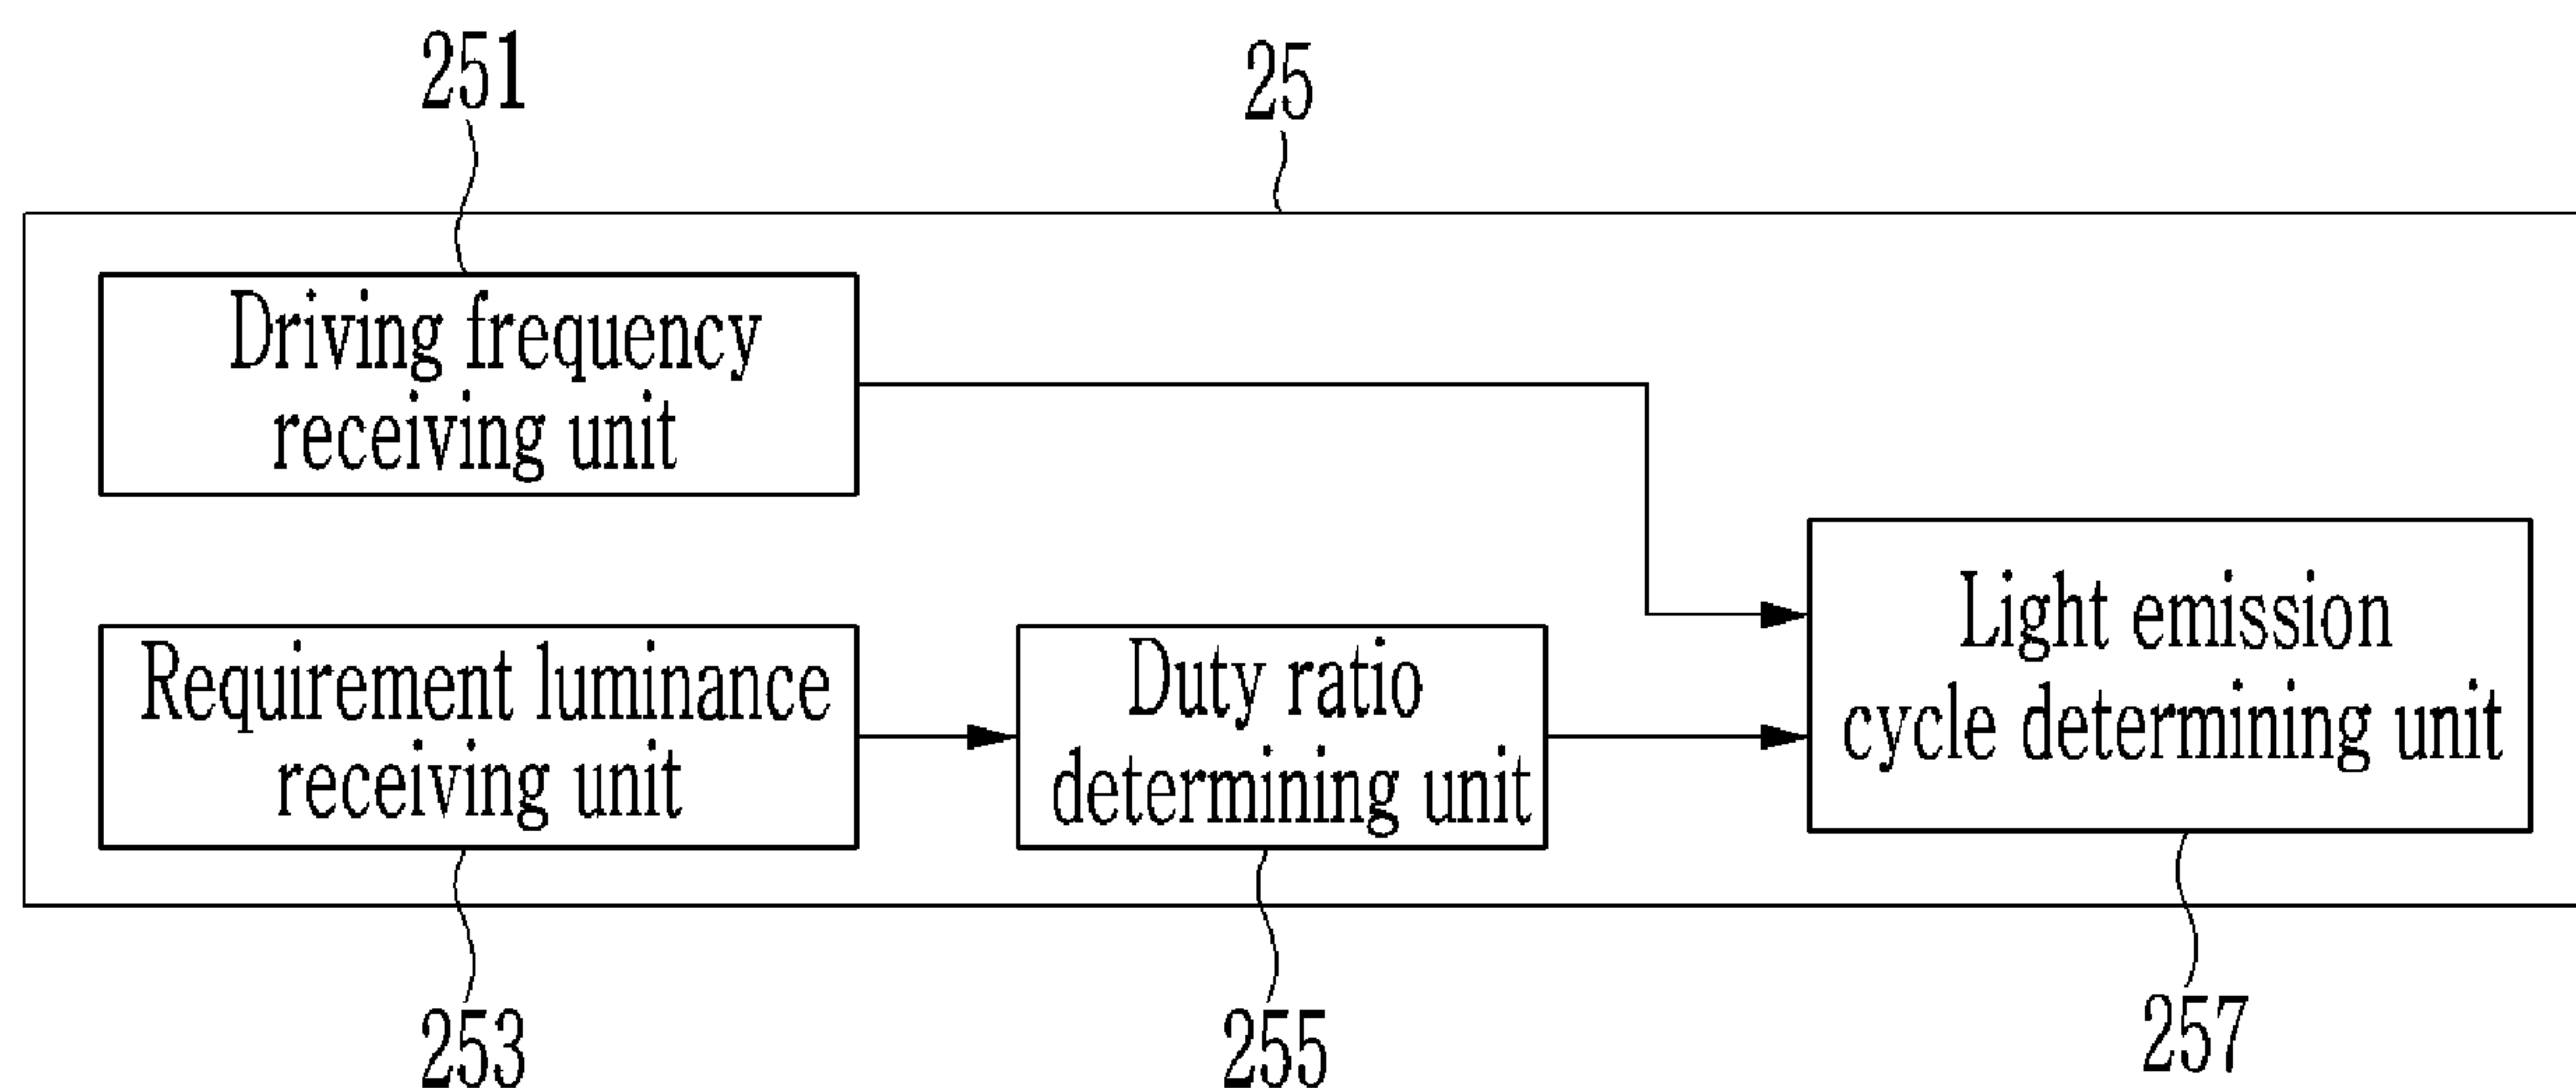 251
25
Driving frequency
receiving unit
Requirement luminance
receiving unit
Duty ratio
determining unit
Light emission
cycle determining unit
253
255
257